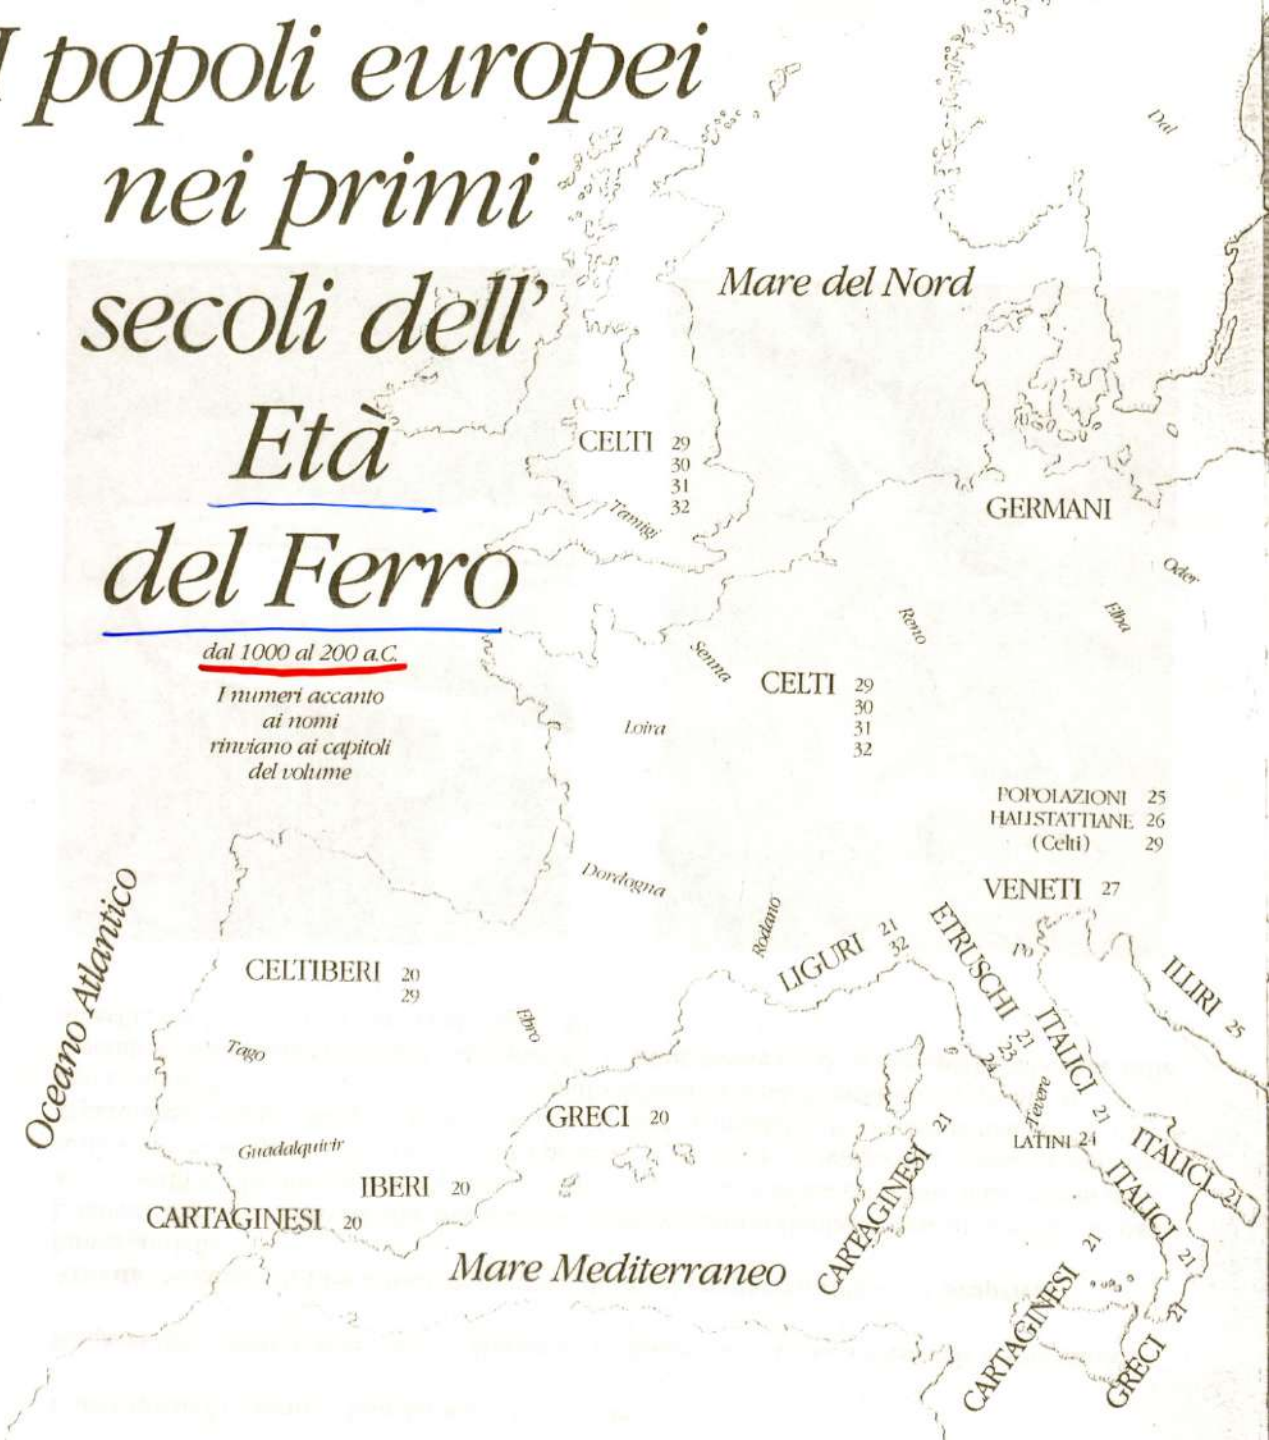 I popoli europei
nei primi
secoli dell'
Età
del Ferro
dal 1000 al 200 a.C.
I numeri accanto
ai nomi
rinviano ai capitoli
del volume
Dal
Mare del Nord
CELTI 29
30
31
32
Tamigi
GERMANI
Oder
Elba
Reno
Senna
CELTI 29
30
31
32
Loira
POPOLAZIONI 25
HALLSTATTIANE 26
(Celti) 29
VENETI 27
Dordogna
Rodano
LIGURI 21
32
ETRUSCHI 21
23
24
Po
ILLIRI 25
Oceano Atlantico
CELTIBERI 20
29
Ebro
Tago
ITALICI 21
Tevere
LATINI 24
GRECI 20
Guadalquivir
IBERI 20
CARTAGINESI 20
CARTAGINESI 21
ITALICI 21
ITALICI 21
Mare Mediterraneo
CARTAGINESI 21
GRECI 21